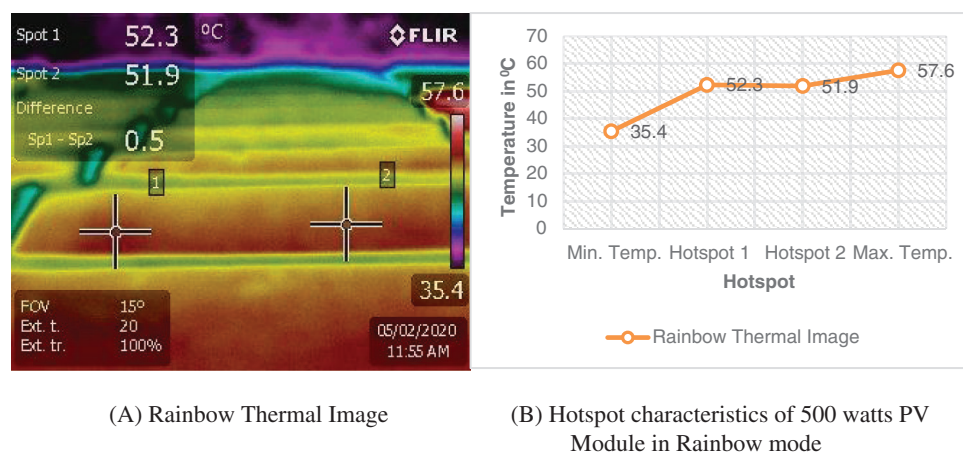 Spot 1 52.3 ºC
FLIR
Spot 2 51.9
Difference
Sp1 - Sp2 0.5
57.6
1
2
35.4
FOV 15º
Ext. t. 20
Ext. tr. 100%
05/02/2020
11:55 AM
(A) Rainbow Thermal Image
Temperature in ⁰C
70
60
50
40
30
20
10
0
35.4
52.3
51.9
57.6
Min. Temp. Hotspot 1 Hotspot 2 Max. Temp.
Hotspot
Rainbow Thermal Image
(B) Hotspot characteristics of 500 watts PV
Module in Rainbow mode